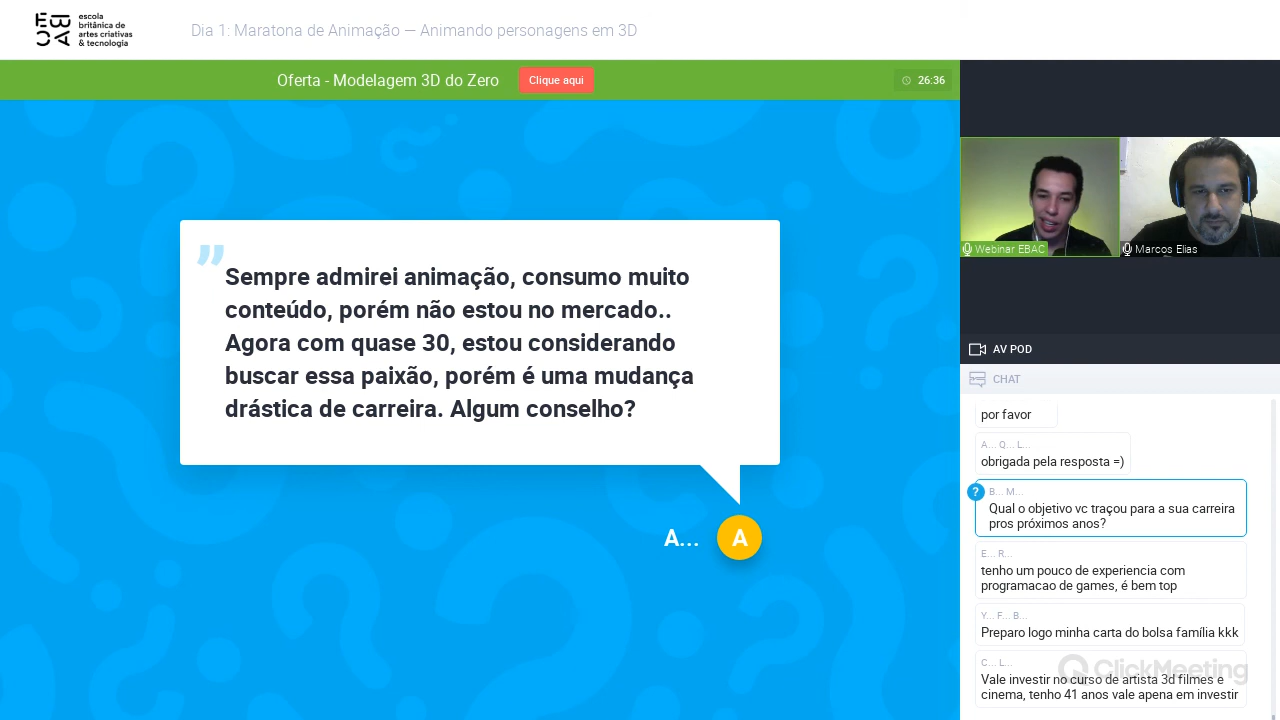 escola
britânica de
artes criativas
& tecnologia
EBAC
Dia 1: Maratona de Animação — Animando personagens em 3D
Oferta - Modelagem 3D do Zero
Clique aqui
26:36
Sempre admirei animação, consumo muito
conteúdo, porém não estou no mercado..
Agora com quase 30, estou considerando
buscar essa paixão, porém é uma mudança
drástica de carreira. Algum conselho?
A...
A
Webinar EBAC
Marcos Elias
AV POD
CHAT
por favor
A... Q... L...
obrigada pela resposta =)
?
B... M...
Qual o objetivo vc traçou para a sua carreira
pros próximos anos?
E... R...
tenho um pouco de experiencia com
programacao de games, é bem top
Y... F... B...
Preparo logo minha carta do bolsa família kkk
C... L...
Vale investir no curso de artista 3d filmes e
cinema, tenho 41 anos vale apena em investir
ClickMeeting